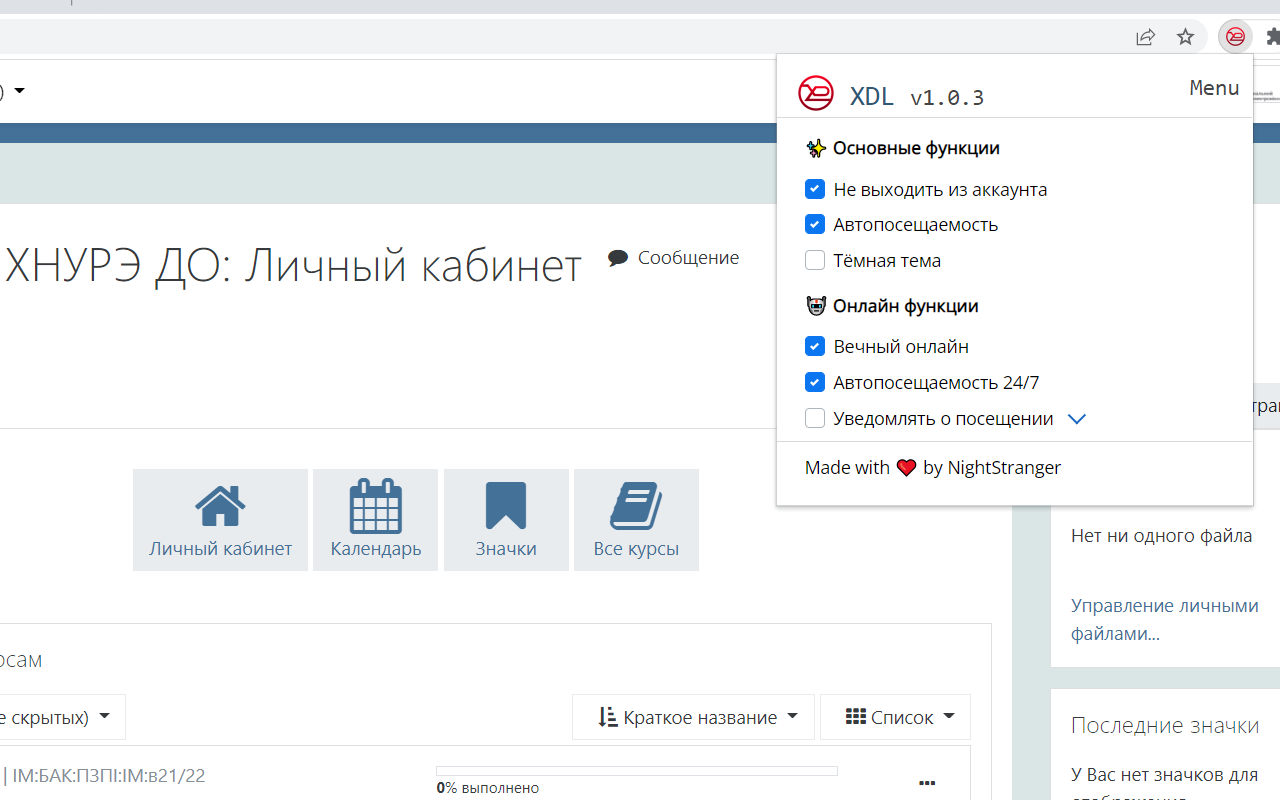 XDL v1.0.3
Menu
Основные функции
Не выходить из аккаунта
Автопосещаемость
Тёмная тема
Онлайн функции
Вечный онлайн
Автопосещаемость 24/7
Уведомлять о посещении
Made with ❤ by NightStranger
ХНУРЭ ДО: Личный кабинет
Сообщение
Личный кабинет
Календарь
Значки
Все курсы
Нет ни одного файла
Управление личными
файлами...
скрытых)
Краткое название
Список
| ІМ:БАК:ПЗПІ:ІМ:в21/22
0% выполнено
Последние значки
У Вас нет значков для